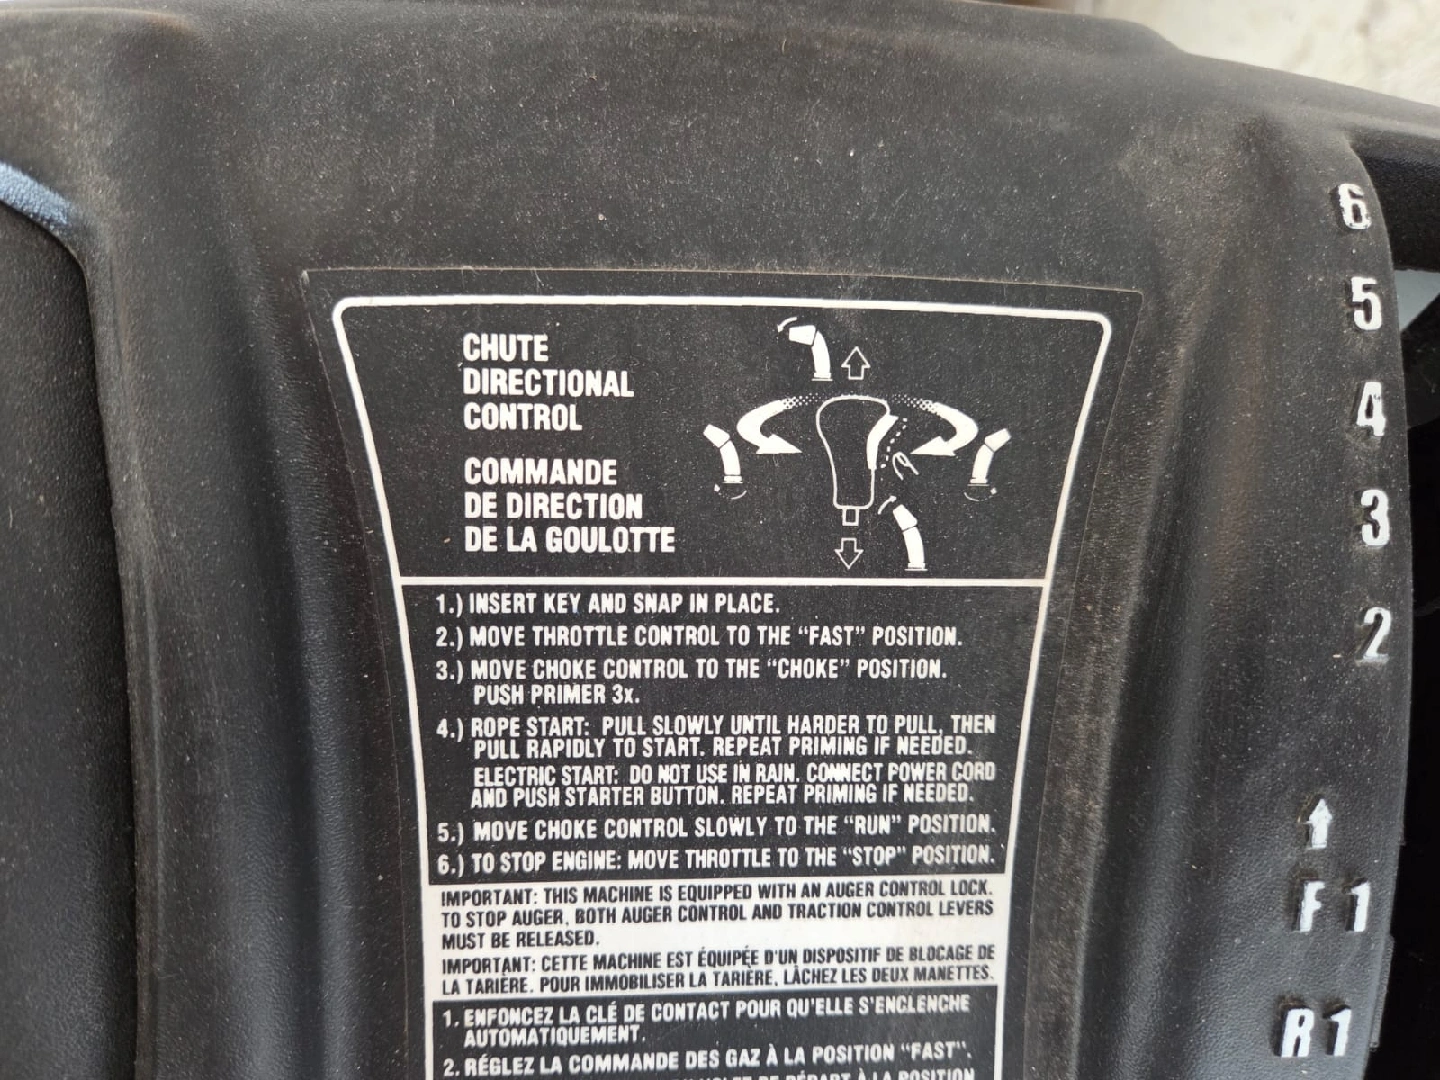 CHUTE
DIRECTIONAL
CONTROL
COMMANDE
DE DIRECTION
DE LA GOULOTTE
1.) INSERT KEY AND SNAP IN PLACE.
2.) MOVE THROTTLE CONTROL TO THE “FAST” POSITION.
3.) MOVE CHOKE CONTROL TO THE “CHOKE” POSITION.
PUSH PRIMER 3x.
4.) ROPE START: PULL SLOWLY UNTIL HARDER TO PULL, THEN
PULL RAPIDLY TO START. REPEAT PRIMING IF NEEDED.
ELECTRIC START: DO NOT USE IN RAIN. CONNECT POWER CORD
AND PUSH STARTER BUTTON. REPEAT PRIMING IF NEEDED.
5.) MOVE CHOKE CONTROL SLOWLY TO THE “RUN” POSITION.
6.) TO STOP ENGINE: MOVE THROTTLE TO THE “STOP” POSITION.
IMPORTANT: THIS MACHINE IS EQUIPPED WITH AN AUGER CONTROL LOCK.
TO STOP AUGER, BOTH AUGER CONTROL AND TRACTION CONTROL LEVERS
MUST BE RELEASED.
IMPORTANT: CETTE MACHINE EST ÉQUIPÉE D'UN DISPOSITIF DE BLOCAGE DE
LA TARIÈRE. POUR IMMOBILISER LA TARIÈRE, LÂCHEZ LES DEUX MANETTES.
1. ENFONCEZ LA CLÉ DE CONTACT POUR QU'ELLE S'ENCLENCHE
AUTOMATIQUEMENT.
2. RÉGLEZ LA COMMANDE DES GAZ À LA POSITION “FAST”.
DE DÉPART À LA POSITION
6
5
4
3
2
F 1
R 1